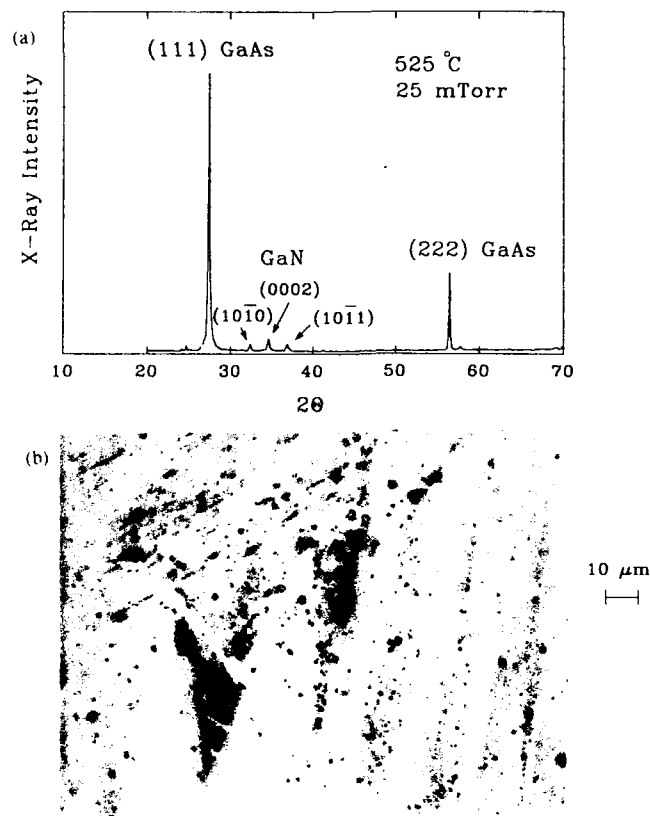 (a)
(111) GaAs
525 °C
25 mTorr
X-Ray Intensity
GaN
(0002)
(101̄0)
(101̄1)
(222) GaAs
10 20 30 40 50 60 70
2Θ
(b)
10 μm